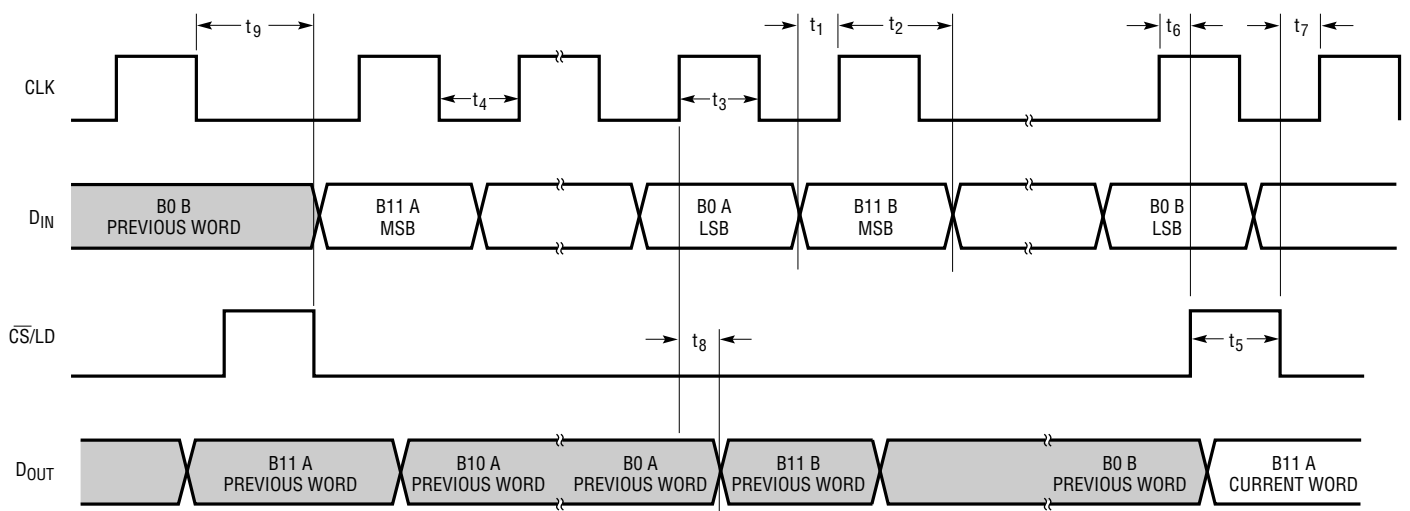 t9 t1 t2 t6 t7
CLK
t4 t3
DIN
B0 B
PREVIOUS WORD
B11 A
MSB
B0 A
LSB
B11 B
MSB
B0 B
LSB
CS/LD
t8
t5
DOUT
B11 A
PREVIOUS WORD
B10 A
PREVIOUS WORD
B0 A
PREVIOUS WORD
B11 B
PREVIOUS WORD
B0 B
PREVIOUS WORD
B11 A
CURRENT WORD